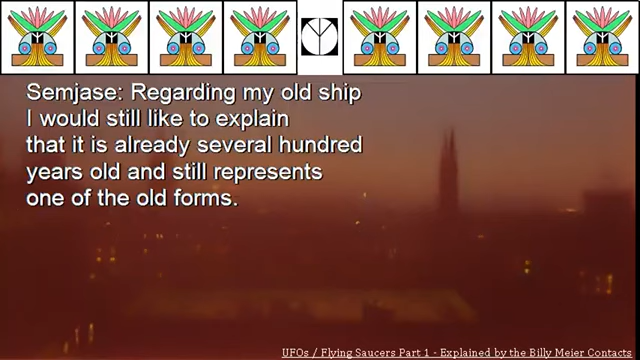 Semjase: Regarding my old ship
I would still like to explain
that it is already several hundred
years old and still represents
one of the old forms.
UFOs / Flying Saucers Part 1 - Explained by the Billy Meier Contacts